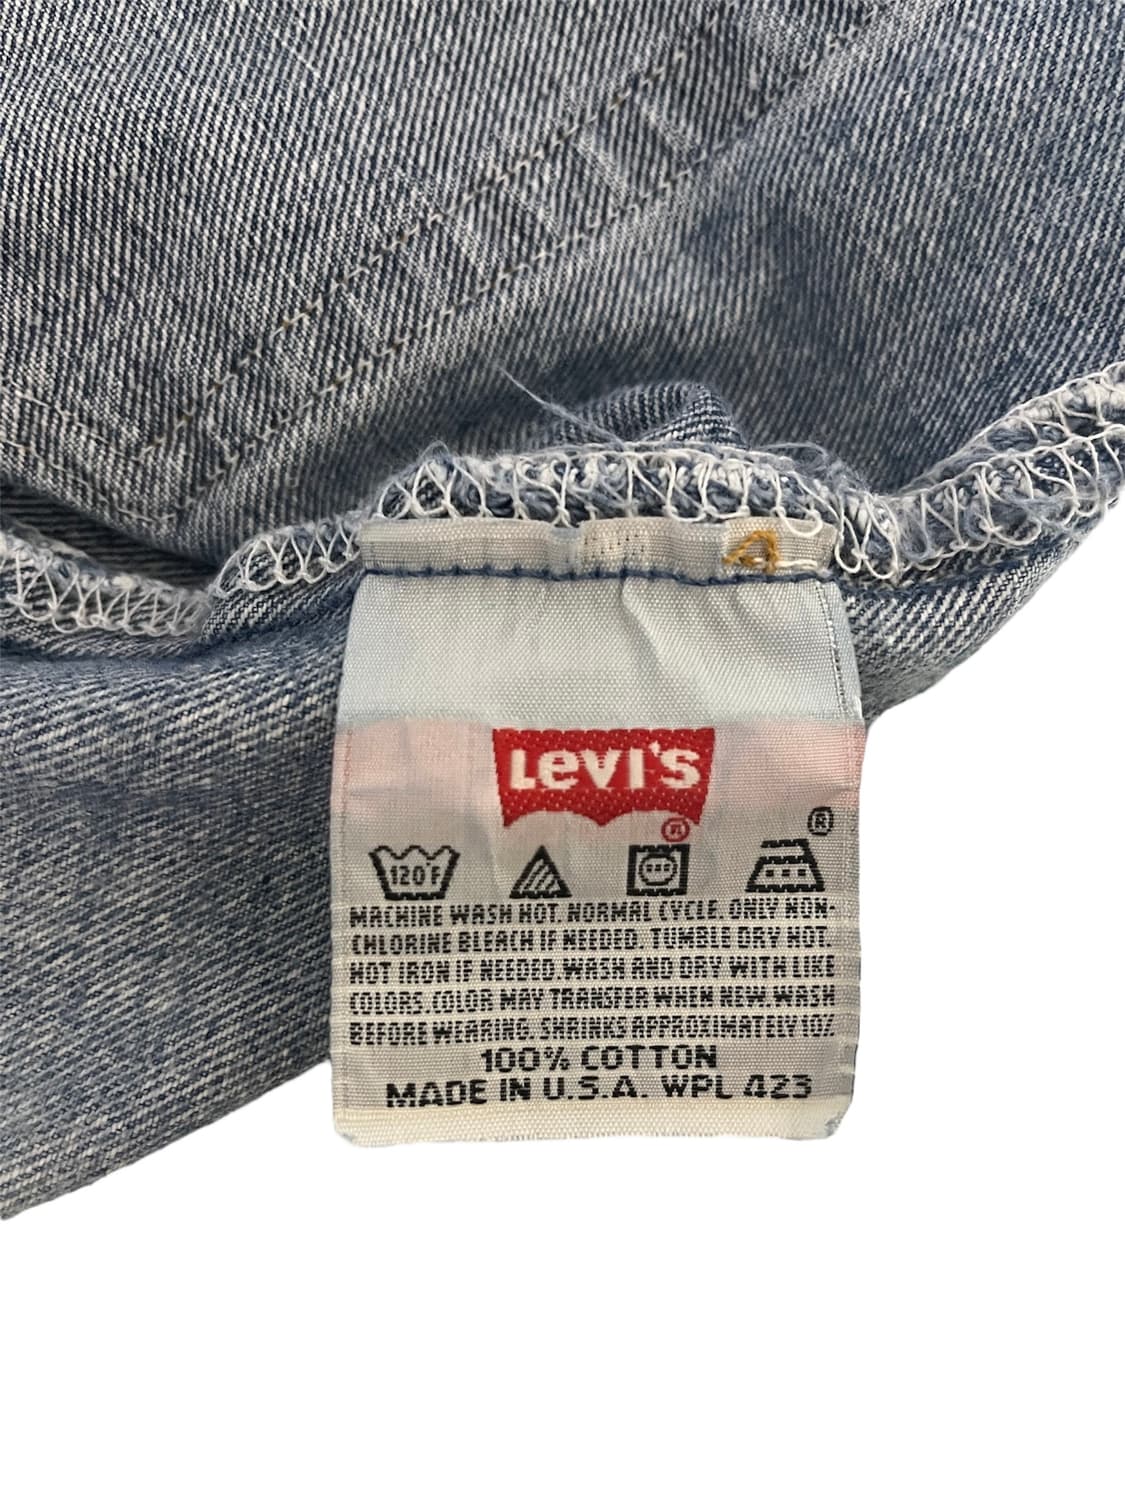 Levi's
®
®
120°F
MACHINE WASH HOT. NORMAL CYCLE. ONLY NON-
CHLORINE BLEACH IF NEEDED. TUMBLE DRY HOT.
HOT IRON IF NEEDED. WASH AND DRY WITH LIKE
COLORS. COLOR MAY TRANSFER WHEN NEW. WASH
BEFORE WEARING. SHRINKS APPROXIMATELY 10%
100% COTTON
MADE IN U.S.A. WPL 423